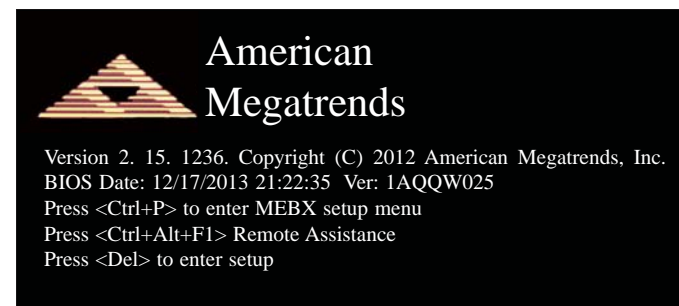 American
Megatrends
Version 2. 15. 1236. Copyright (C) 2012 American Megatrends, Inc.
BIOS Date: 12/17/2013 21:22:35 Ver: 1AQQW025
Press <Ctrl+P> to enter MEBX setup menu
Press <Ctrl+Alt+F1> Remote Assistance
Press <Del> to enter setup